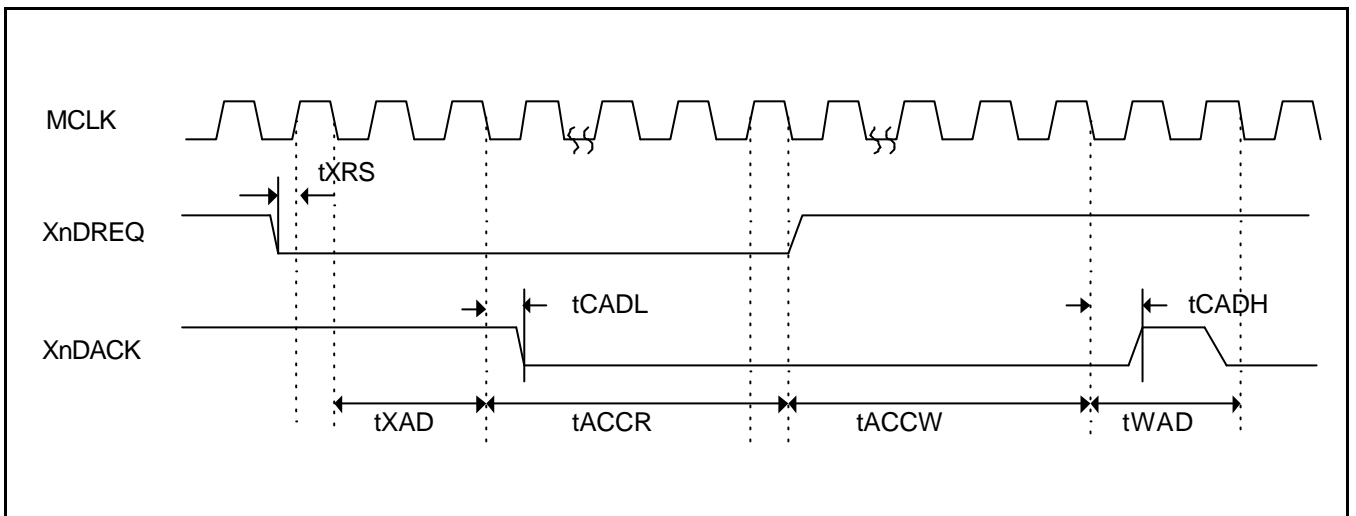 MCLK
tXRS
XnDREQ
tCADL
tCADH
XnDACK
tXAD
tACCR
tACCW
tWAD